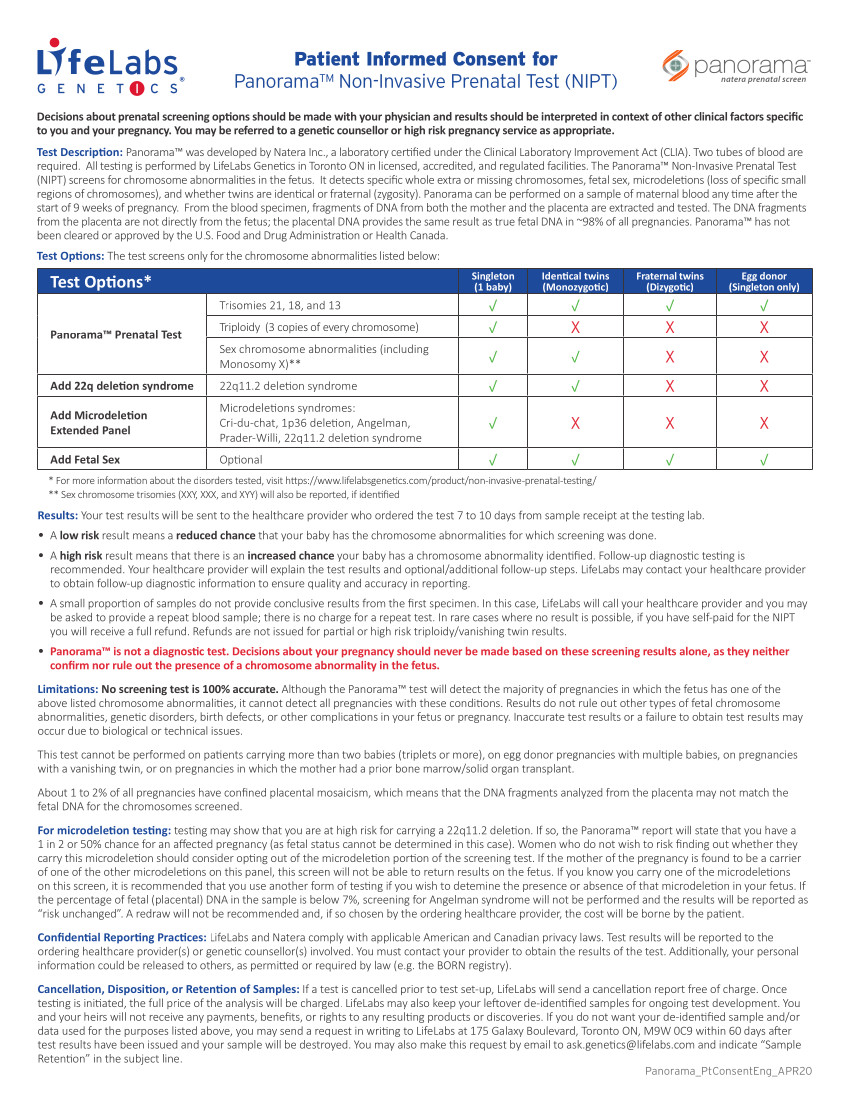 LifeLabs
GENETICS®
Patient Informed Consent for
Panorama™ Non-Invasive Prenatal Test (NIPT)
panorama™
natera prenatal screen
Decisions about prenatal screening options should be made with your physician and results should be interpreted in context of other clinical factors specific
to you and your pregnancy. You may be referred to a genetic counsellor or high risk pregnancy service as appropriate.
Test Description: Panorama™ was developed by Natera Inc., a laboratory certified under the Clinical Laboratory Improvement Act (CLIA). Two tubes of blood are
required. All testing is performed by LifeLabs Genetics in Toronto ON in licensed, accredited, and regulated facilities. The Panorama™ Non-Invasive Prenatal Test
(NIPT) screens for chromosome abnormalities in the fetus. It detects specific whole extra or missing chromosomes, fetal sex, microdeletions (loss of specific small
regions of chromosomes), and whether twins are identical or fraternal (zygosity). Panorama can be performed on a sample of maternal blood any time after the
start of 9 weeks of pregnancy. From the blood specimen, fragments of DNA from both the mother and the placenta are extracted and tested. The DNA fragments
from the placenta are not directly from the fetus; the placental DNA provides the same result as true fetal DNA in ~98% of all pregnancies. Panorama™ has not
been cleared or approved by the U.S. Food and Drug Administration or Health Canada.
Test Options: The test screens only for the chromosome abnormalities listed below:
Test Options*
Singleton
(1 baby)
Identical twins
(Monozygotic)
Fraternal twins
(Dizygotic)
Egg donor
(Singleton only)
Panorama™ Prenatal Test
Trisomies 21, 18, and 13 √ √ √ √
Triploidy (3 copies of every chromosome) √ X X X
Sex chromosome abnormalities (including
Monosomy X)** √ √ X X
Add 22q deletion syndrome 22q11.2 deletion syndrome √ √ X X
Add Microdeletion
Extended Panel
Microdeletions syndromes:
Cri-du-chat, 1p36 deletion, Angelman,
Prader-Willi, 22q11.2 deletion syndrome
√ X X X
Add Fetal Sex Optional √ √ √ √
* For more information about the disorders tested, visit https://www.lifelabsgenetics.com/product/non-invasive-prenatal-testing/
** Sex chromosome trisomies (XXY, XXX, and XYY) will also be reported, if identified
Results: Your test results will be sent to the healthcare provider who ordered the test 7 to 10 days from sample receipt at the testing lab.
• A low risk result means a reduced chance that your baby has the chromosome abnormalities for which screening was done.
• A high risk result means that there is an increased chance your baby has a chromosome abnormality identified. Follow-up diagnostic testing is
recommended. Your healthcare provider will explain the test results and optional/additional follow-up steps. LifeLabs may contact your healthcare provider
to obtain follow-up diagnostic information to ensure quality and accuracy in reporting.
• A small proportion of samples do not provide conclusive results from the first specimen. In this case, LifeLabs will call your healthcare provider and you may
be asked to provide a repeat blood sample; there is no charge for a repeat test. In rare cases where no result is possible, if you have self-paid for the NIPT
you will receive a full refund. Refunds are not issued for partial or high risk triploidy/vanishing twin results.
• Panorama™ is not a diagnostic test. Decisions about your pregnancy should never be made based on these screening results alone, as they neither
confirm nor rule out the presence of a chromosome abnormality in the fetus.
Limitations: No screening test is 100% accurate. Although the Panorama™ test will detect the majority of pregnancies in which the fetus has one of the
above listed chromosome abnormalities, it cannot detect all pregnancies with these conditions. Results do not rule out other types of fetal chromosome
abnormalities, genetic disorders, birth defects, or other complications in your fetus or pregnancy. Inaccurate test results or a failure to obtain test results may
occur due to biological or technical issues.
This test cannot be performed on patients carrying more than two babies (triplets or more), on egg donor pregnancies with multiple babies, on pregnancies
with a vanishing twin, or on pregnancies in which the mother had a prior bone marrow/solid organ transplant.
About 1 to 2% of all pregnancies have confined placental mosaicism, which means that the DNA fragments analyzed from the placenta may not match the
fetal DNA for the chromosomes screened.
For microdeletion testing: testing may show that you are at high risk for carrying a 22q11.2 deletion. If so, the Panorama™ report will state that you have a
1 in 2 or 50% chance for an affected pregnancy (as fetal status cannot be determined in this case). Women who do not wish to risk finding out whether they
carry this microdeletion should consider opting out of the microdeletion portion of the screening test. If the mother of the pregnancy is found to be a carrier
of one of the other microdeletions on this panel, this screen will not be able to return results on the fetus. If you know you carry one of the microdeletions
on this screen, it is recommended that you use another form of testing if you wish to detemine the presence or absence of that microdeletion in your fetus. If
the percentage of fetal (placental) DNA in the sample is below 7%, screening for Angelman syndrome will not be performed and the results will be reported as
“risk unchanged”. A redraw will not be recommended and, if so chosen by the ordering healthcare provider, the cost will be borne by the patient.
Confidential Reporting Practices: LifeLabs and Natera comply with applicable American and Canadian privacy laws. Test results will be reported to the
ordering healthcare provider(s) or genetic counsellor(s) involved. You must contact your provider to obtain the results of the test. Additionally, your personal
information could be released to others, as permitted or required by law (e.g. the BORN registry).
Cancellation, Disposition, or Retention of Samples: If a test is cancelled prior to test set-up, LifeLabs will send a cancellation report free of charge. Once
testing is initiated, the full price of the analysis will be charged. LifeLabs may also keep your leftover de-identified samples for ongoing test development. You
and your heirs will not receive any payments, benefits, or rights to any resulting products or discoveries. If you do not want your de-identified sample and/or
data used for the purposes listed above, you may send a request in writing to LifeLabs at 175 Galaxy Boulevard, Toronto ON, M9W 0C9 within 60 days after
test results have been issued and your sample will be destroyed. You may also make this request by email to ask.genetics@lifelabs.com and indicate “Sample
Retention” in the subject line.
Panorama_PtConsentEng_APR20